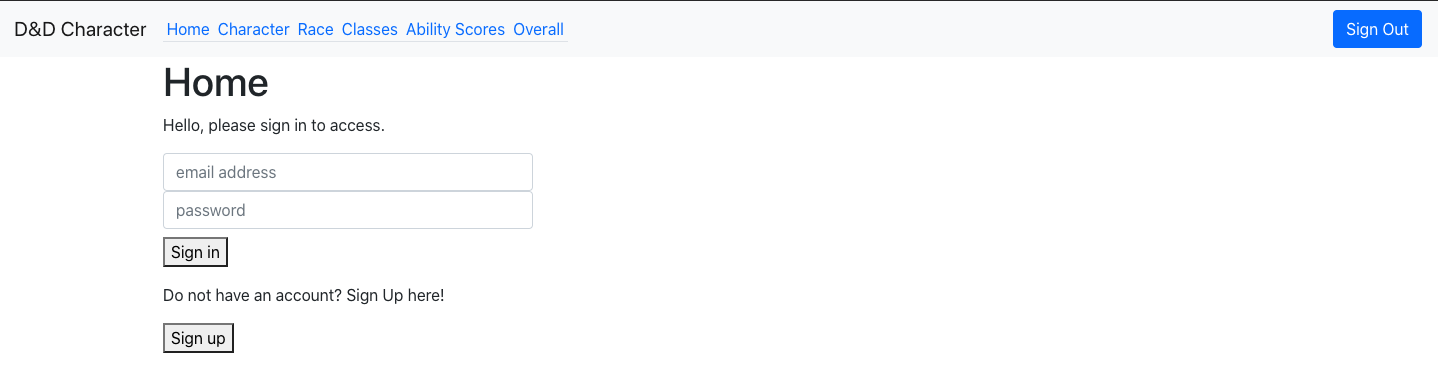 D&D Character Home Character Race Classes Ability Scores Overall Sign Out
Home
Hello, please sign in to access.
email address
password
Sign in
Do not have an account? Sign Up here!
Sign up